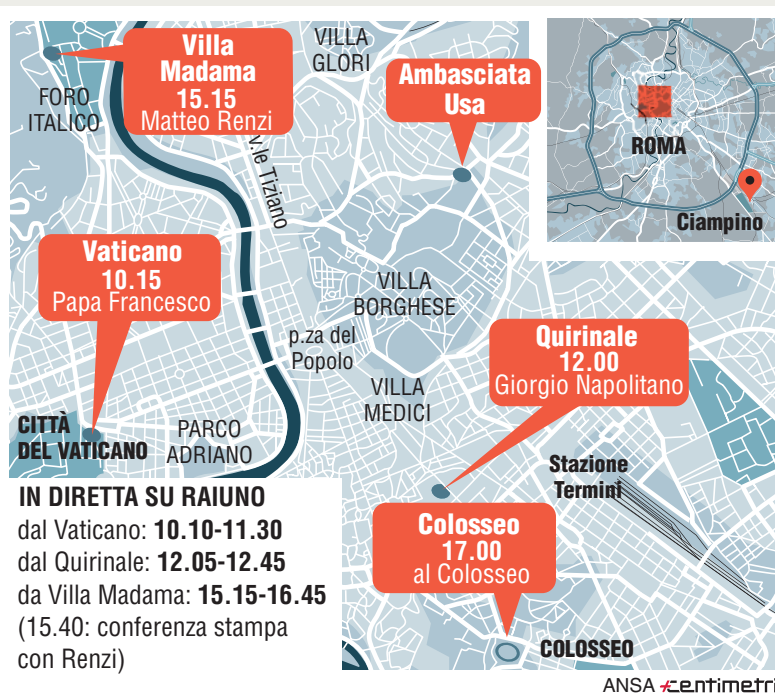 Villa
Madama
15.15
Matteo Renzi
VILLA
GLORI
Ambasciata
Usa
FORO
ITALICO
v.le Tiziano
ROMA
Ciampino
Vaticano
10.15
Papa Francesco
VILLA
BORGHESE
p.za del
Popolo
Quirinale
12.00
Giorgio Napolitano
VILLA
MEDICI
CITTÀ
DEL VATICANO
PARCO
ADRIANO
Stazione
Termini
IN DIRETTA SU RAIUNO
dal Vaticano: 10.10-11.30
dal Quirinale: 12.05-12.45
da Villa Madama: 15.15-16.45
(15.40: conferenza stampa
con Renzi)
Colosseo
17.00
al Colosseo
COLOSSEO
ANSA centimetri